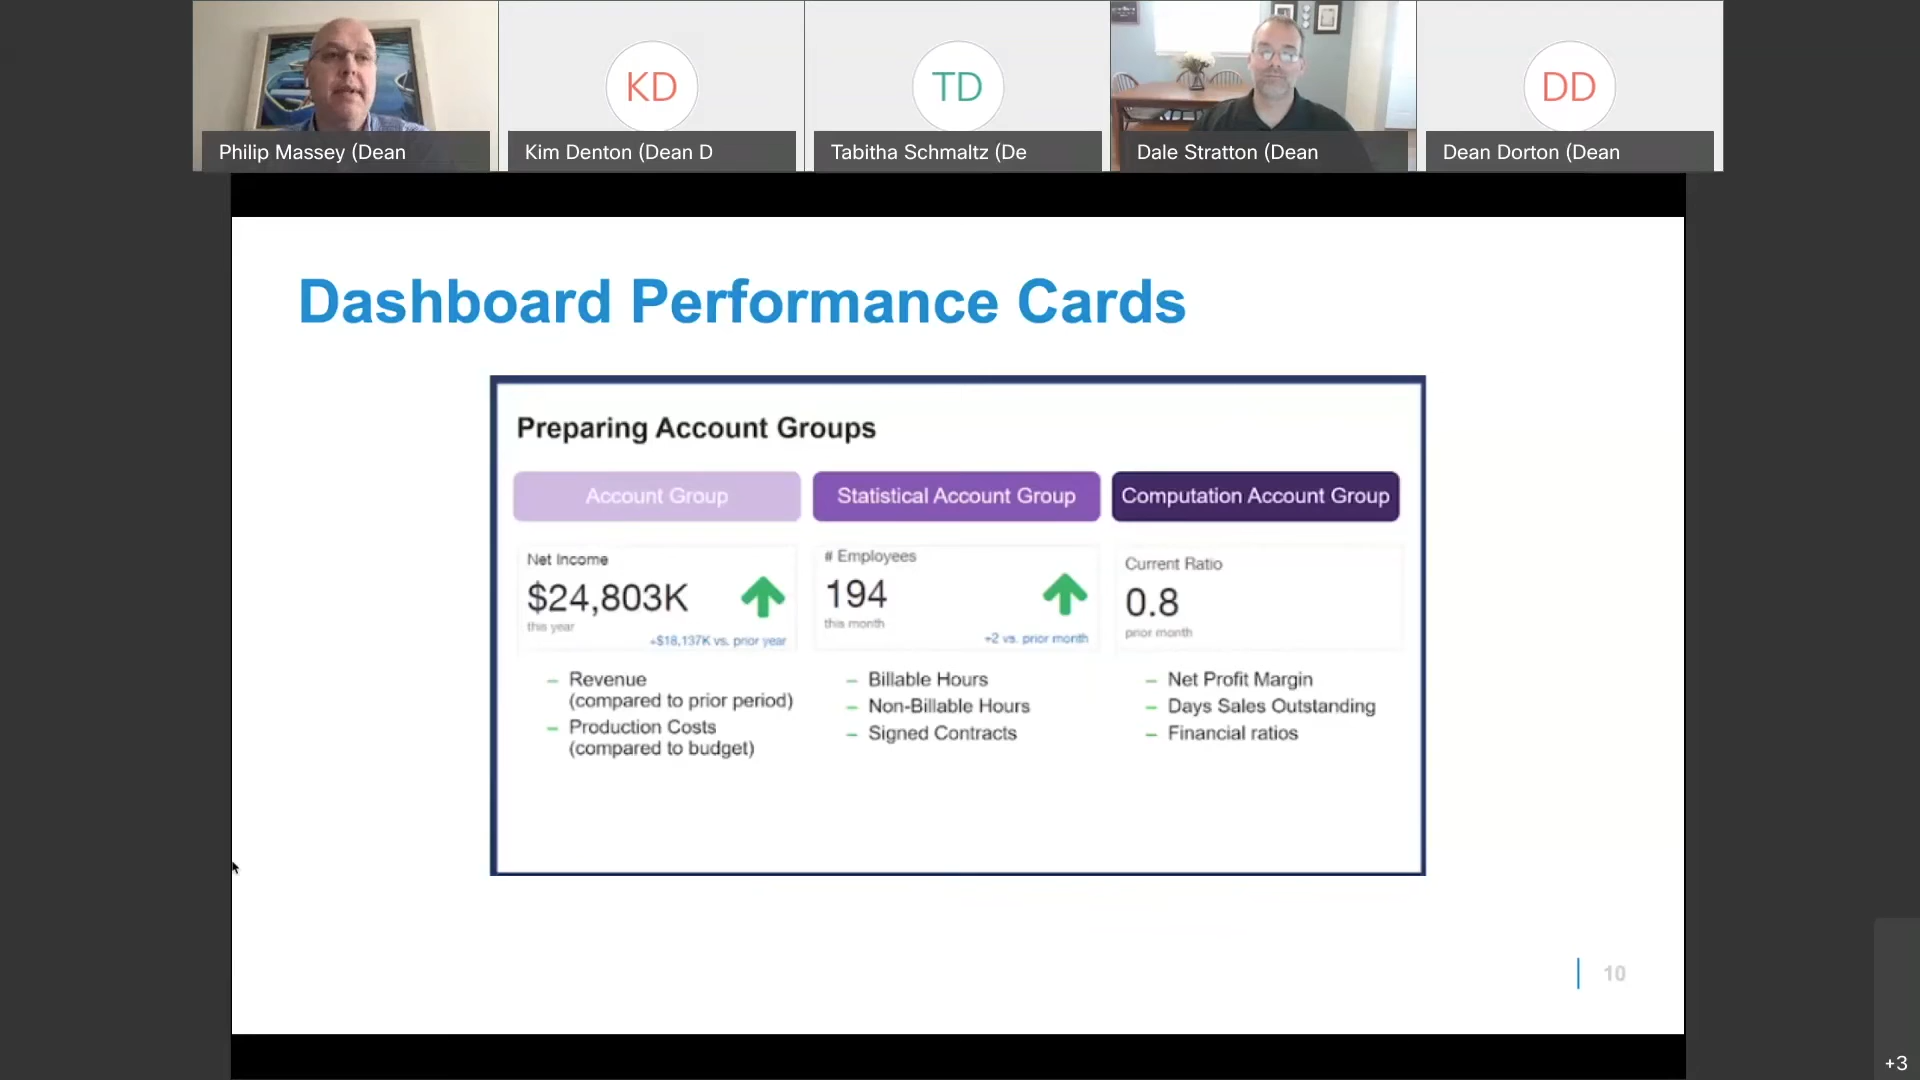 KD
TD
DD
Philip Massey (Dean
Kim Denton (Dean D
Tabitha Schmaltz (De
Dale Stratton (Dean
Dean Dorton (Dean
Dashboard Performance Cards
Preparing Account Groups
Account Group
Statistical Account Group
Computation Account Group
Net Income
$24,803K
this year
+$18,137K vs. prior year
# Employees
194
this month
+2 vs. prior month
Current Ratio
0.8
prior month
– Revenue
(compared to prior period)
– Production Costs
(compared to budget)
– Billable Hours
– Non-Billable Hours
– Signed Contracts
– Net Profit Margin
– Days Sales Outstanding
– Financial ratios
10
+3